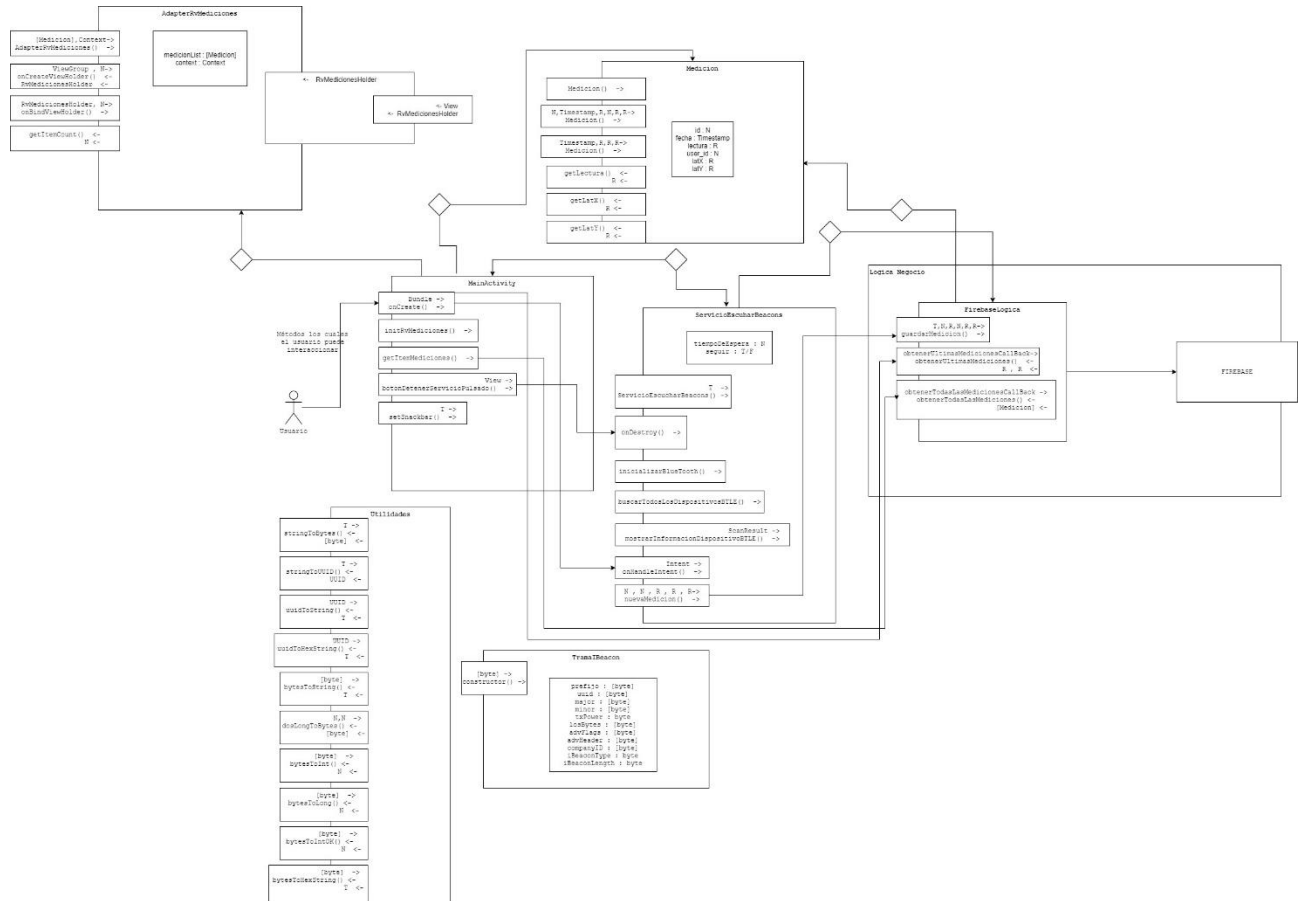 AdapterRvMediciones
[Medicion],Context->
AdapterRvMediciones() ->
ViewGroup , N->
onCreateViewHolder() <-
RvMedicionesHolder <-
RvMedicionesHolder, N->
onBindViewHolder() ->
getItemCount() <-
N <-
medicionList : [Medicion]
context : Context
<- RvMedicionesHolder
<- View
<- RvMedicionesHolder
Medicion
Medicion() ->
N,Timestamp,R,N,R,R->
Medicion() ->
Timestamp,R,R,R->
Medicion() ->
getLectura() <-
R <-
getLatX() <-
R <-
getLatY() <-
R <-
id : N
fecha : Timestamp
lectura : R
user_id : N
latX : R
latY : R
MainActivity
Bundle ->
onCreate() ->
initRvMediciones() ->
getItemMediciones() ->
View ->
botonDetenerServicioPulsado() ->
T ->
setSnackbar() ->
Métodos los cuales
el usuario puede
interaccionar
Usuario
ServicioEscuharBeacons
tiempoDeEspera : N
seguir : T/F
T ->
ServicioEscucharBeacons() ->
onDestroy() ->
inicializarBlueTooth() ->
buscarTodosLosDispositivosBTLE() ->
ScanResult ->
mostrarInformacionDispositivoBTLE() ->
Intent ->
onHandleIntent() ->
N , N , R , R , R->
nuevaMedicion() ->
Logica Negocio
FirebaseLogica
T,N,R,N,R,R->
guardarMedicion() ->
obtenerUltimasMedicionesCallBack->
obtenerUltimasMediciones() <-
R , R <-
obtenerTodasLasMedicionesCallBack ->
obtenerTodasLasMediciones() <-
[Medicion] <-
FIREBASE
Utilidades
T ->
stringToBytes() <-
[byte] <-
T ->
stringToUUID() <-
UUID <-
UUID ->
uuidToString() <-
T <-
UUID ->
uuidToHexString() <-
T <-
[byte] ->
bytesToString() <-
T <-
N,N ->
dosLongToBytes() <-
[byte] <-
[byte] ->
bytesToInt() <-
N <-
[byte] ->
bytesToLong() <-
N <-
[byte] ->
bytesToIntOK() <-
N <-
[byte] ->
bytesToHexString() <-
T <-
TramaIBeacon
[byte] ->
constructor() ->
prefijo : [byte]
uuid : [byte]
major : [byte]
minor : [byte]
txPower : byte
losBytes : [byte]
advFlags : [byte]
advHeader : [byte]
companyID : [byte]
iBeaconType : byte
iBeaconLength : byte